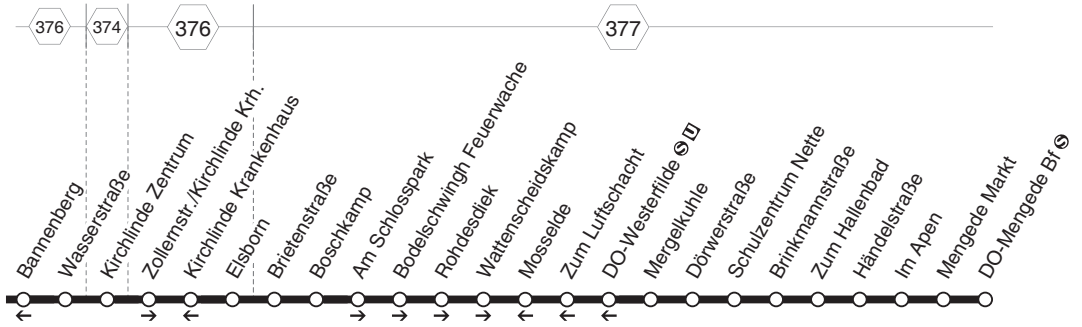 376
374
376
377
Bannenberg
Wasserstraße
Kirchlinde Zentrum
Zollernstr./Kirchlinde Krh.
Kirchlinde Krankenhaus
Elsborn
Brietenstraße
Boschkamp
Am Schlosspark
Bodelschwingh Feuerwache
Rohdesdiek
Wattenscheidskamp
Mosselde
Zum Luftschacht
DO-Westerfilde S U
Mergelkuhle
Dörwerstraße
Schulzentrum Nette
Brinkmannstraße
Zum Hallenbad
Händelstraße
Im Apen
Mengede Markt
DO-Mengede Bf S